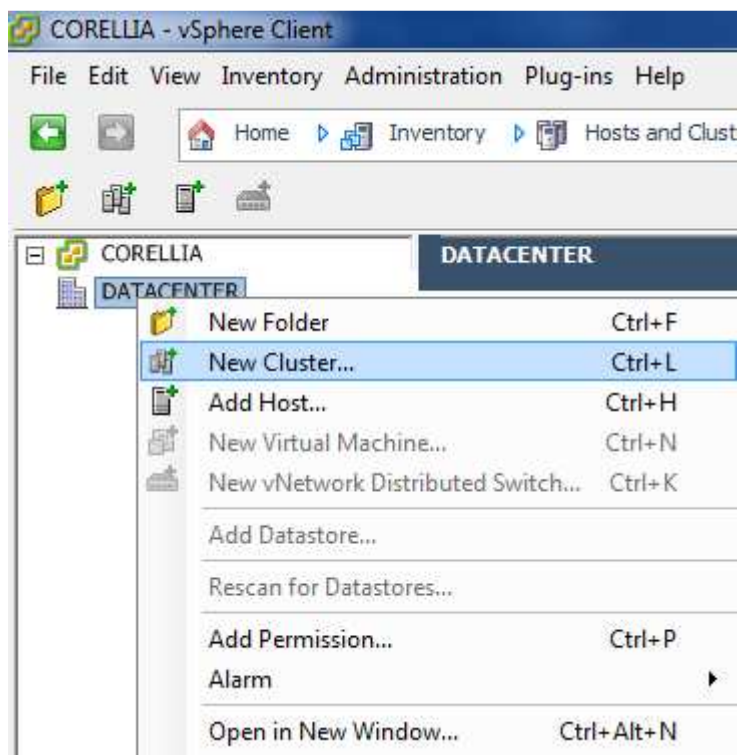 CORELLIA - vSphere Client
File Edit View Inventory Administration Plug-ins Help
Home Inventory Hosts and Clust
CORELLIA
DATACENTER
DATACENTER
New Folder Ctrl+F
New Cluster... Ctrl+L
Add Host... Ctrl+H
New Virtual Machine... Ctrl+N
New vNetwork Distributed Switch... Ctrl+K
Add Datastore...
Rescan for Datastores...
Add Permission... Ctrl+P
Alarm
Open in New Window... Ctrl+Alt+N